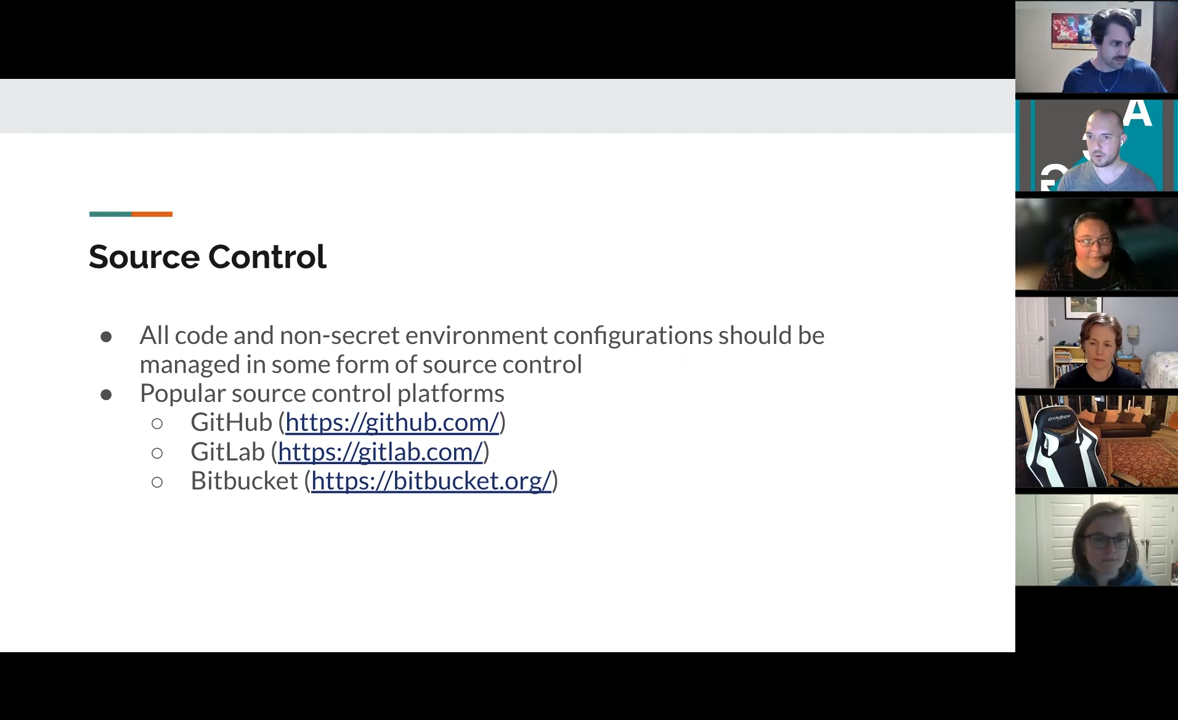 Source Control
● All code and non-secret environment configurations should be
managed in some form of source control
● Popular source control platforms
○ GitHub (https://github.com/)
○ GitLab (https://gitlab.com/)
○ Bitbucket (https://bitbucket.org/)
A